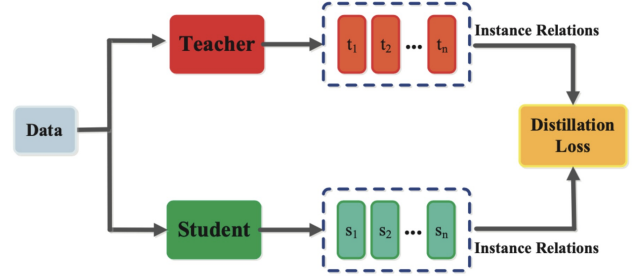 Teacher
t1 t2 ... tn
Instance Relations
Data
Distillation
Loss
Student
s1 s2 ... sn
Instance Relations